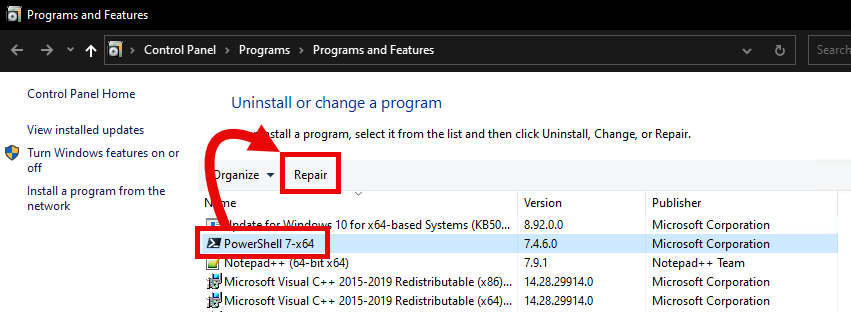 Programs and Features
Control Panel > Programs > Programs and Features
Search
Control Panel Home
View installed updates
Turn Windows features on or
off
Install a program from the
network
Uninstall or change a program
install a program, select it from the list and then click Uninstall, Change, or Repair.
Organize Repair
Name Version Publisher
Update for Windows 10 for x64-based Systems (KB50... 8.92.0.0 Microsoft Corporation
PowerShell 7-x64 7.4.6.0 Microsoft Corporation
Notepad++ (64-bit x64) 7.9.1 Notepad++ Team
Microsoft Visual C++ 2015-2019 Redistributable (x86)... 14.28.29914.0 Microsoft Corporation
Microsoft Visual C++ 2015-2019 Redistributable (x64)... 14.28.29914.0 Microsoft Corporation